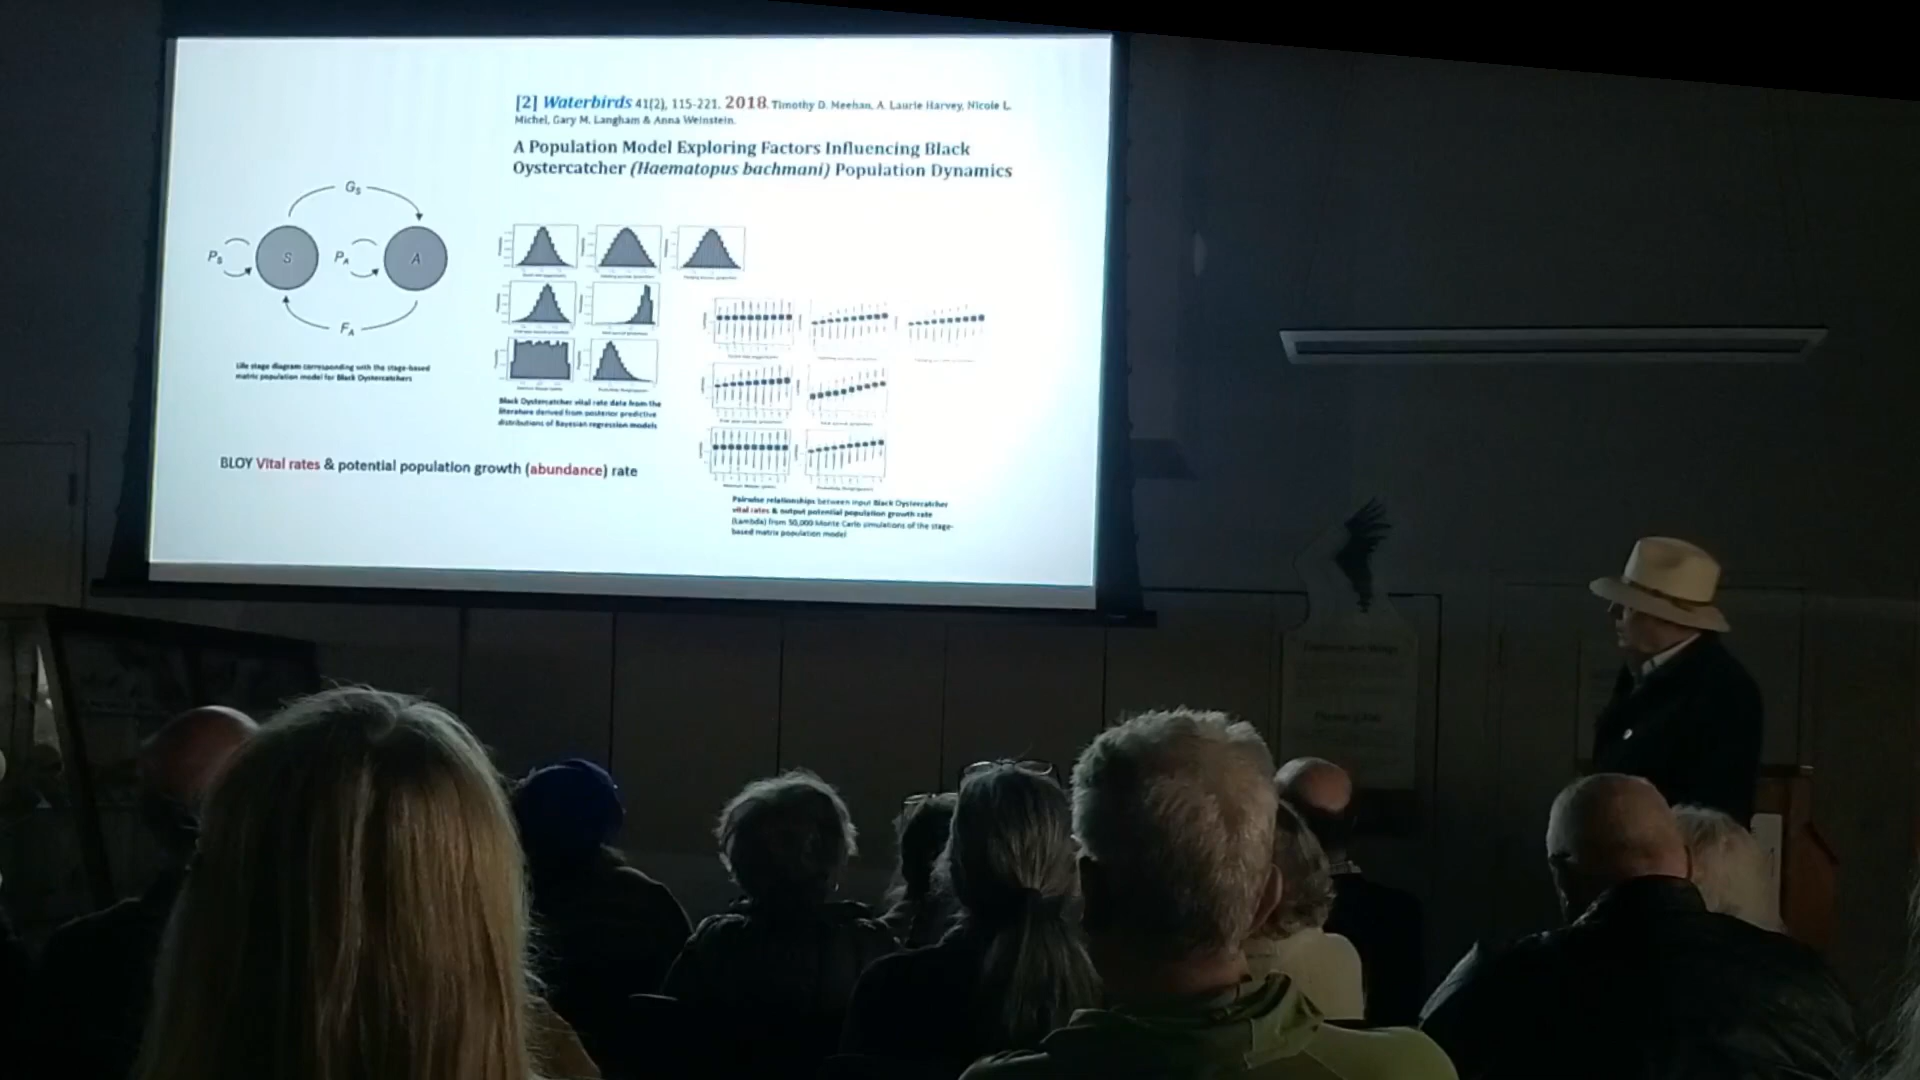 [2] Waterbirds 41(2), 115-221. 2018. Timothy D. Meehan, A. Laurie Harvey, Nicole L.
Michel, Gary M. Langham & Anna Weinstein.
A Population Model Exploring Factors Influencing Black
Oystercatcher (Haematopus bachmani) Population Dynamics
GS
PS
S
PA
A
FA
Life stage diagram corresponding with the stage-based
matrix population model for Black Oystercatchers
Black Oystercatcher vital rate data from the
literature derived from posterior predictive
distributions of Bayesian regression models
BLOY Vital rates & potential population growth (abundance) rate
Pairwise relationships between input Black Oystercatcher
vital rates & output potential population growth rate
(Lambda) from 50,000 Monte Carlo simulations of the stage-
based matrix population model